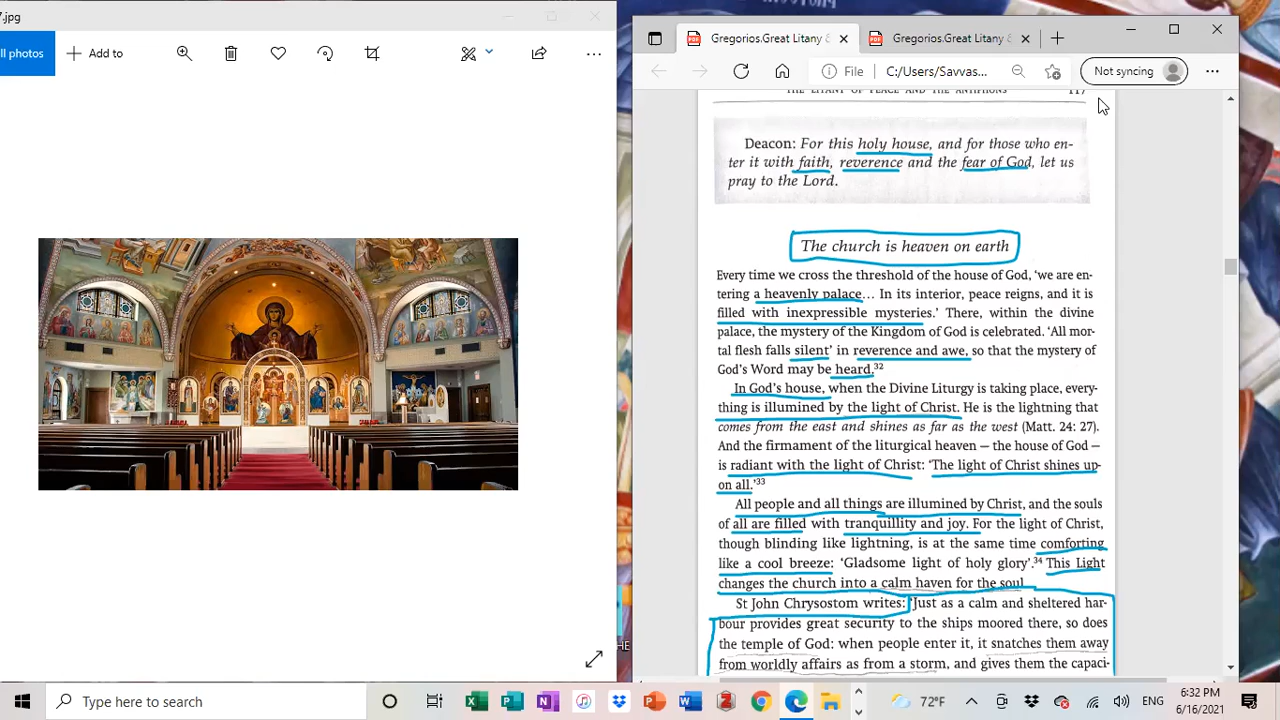 7.jpg
ll photos
Add to
Gregorios.Great Litany &
Gregorios.Great Litany &
File
C:/Users/Savvas...
Not syncing
THE LITANY OF PEACE AND THE ANTIPHONS 117
Deacon: For this holy house, and for those who en-
ter it with faith, reverence and the fear of God, let us
pray to the Lord.
The church is heaven on earth
Every time we cross the threshold of the house of God, ‘we are en-
tering a heavenly palace… In its interior, peace reigns, and it is
filled with inexpressible mysteries.’ There, within the divine
palace, the mystery of the Kingdom of God is celebrated. ‘All mor-
tal flesh falls silent’ in reverence and awe, so that the mystery of
God’s Word may be heard.³²
In God’s house, when the Divine Liturgy is taking place, every-
thing is illumined by the light of Christ. He is the lightning that
comes from the east and shines as far as the west (Matt. 24: 27).
And the firmament of the liturgical heaven — the house of God —
is radiant with the light of Christ: ‘The light of Christ shines up-
on all.’³³
All people and all things are illumined by Christ, and the souls
of all are filled with tranquillity and joy. For the light of Christ,
though blinding like lightning, is at the same time comforting
like a cool breeze: ‘Gladsome light of holy glory’.³⁴ This Light
changes the church into a calm haven for the soul.
St John Chrysostom writes: ‘Just as a calm and sheltered har-
bour provides great security to the ships moored there, so does
the temple of God: when people enter it, it snatches them away
from worldly affairs as from a storm, and gives them the capaci-
HE
Type here to search
72°F
ENG
6:32 PM
6/16/2021